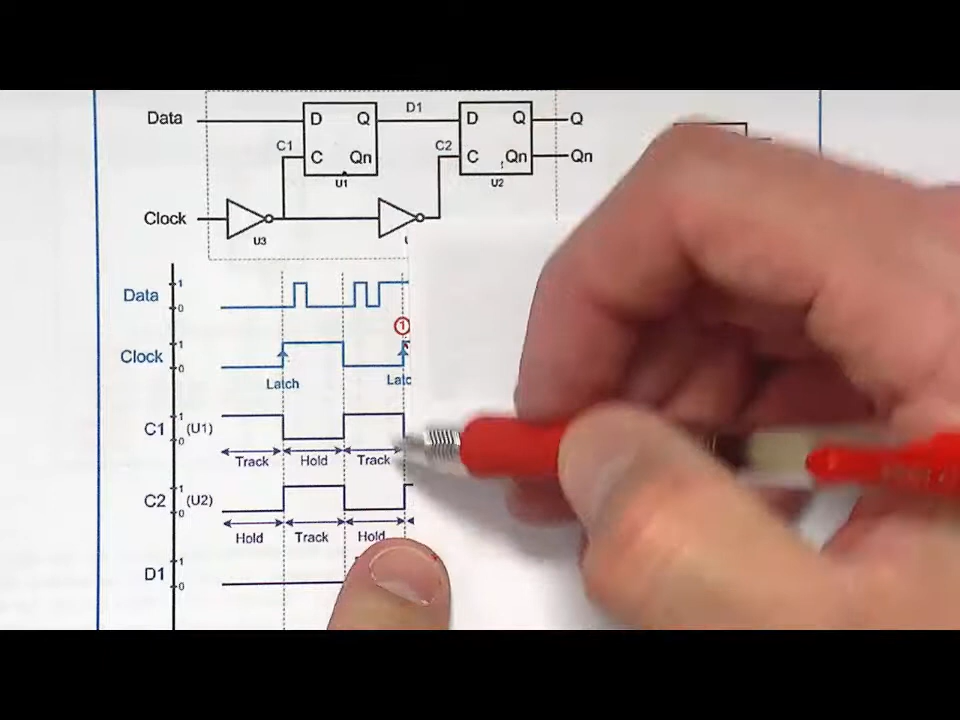 Data D Q D1 D Q Q
C1 C Qn C2 C Qn Qn
U1 U2
Clock
U3
Data 1
0
1
Clock 1
0
Latch
C1 (U1) 1
0
Track Hold Track
C2 (U2) 1
0
Hold Track Hold
D1 1
0